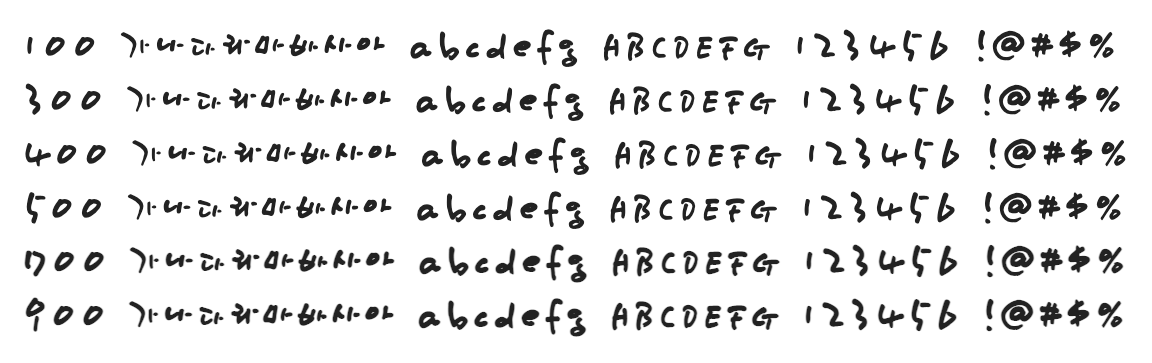 100 가나다라마바사아 abcdefg ABCDEFG 123456 !@#$%
300 가나다라마바사아 abcdefg ABCDEFG 123456 !@#$%
400 가나다라마바사아 abcdefg ABCDEFG 123456 !@#$%
500 가나다라마바사아 abcdefg ABCDEFG 123456 !@#$%
700 가나다라마바사아 abcdefg ABCDEFG 123456 !@#$%
900 가나다라마바사아 abcdefg ABCDEFG 123456 !@#$%